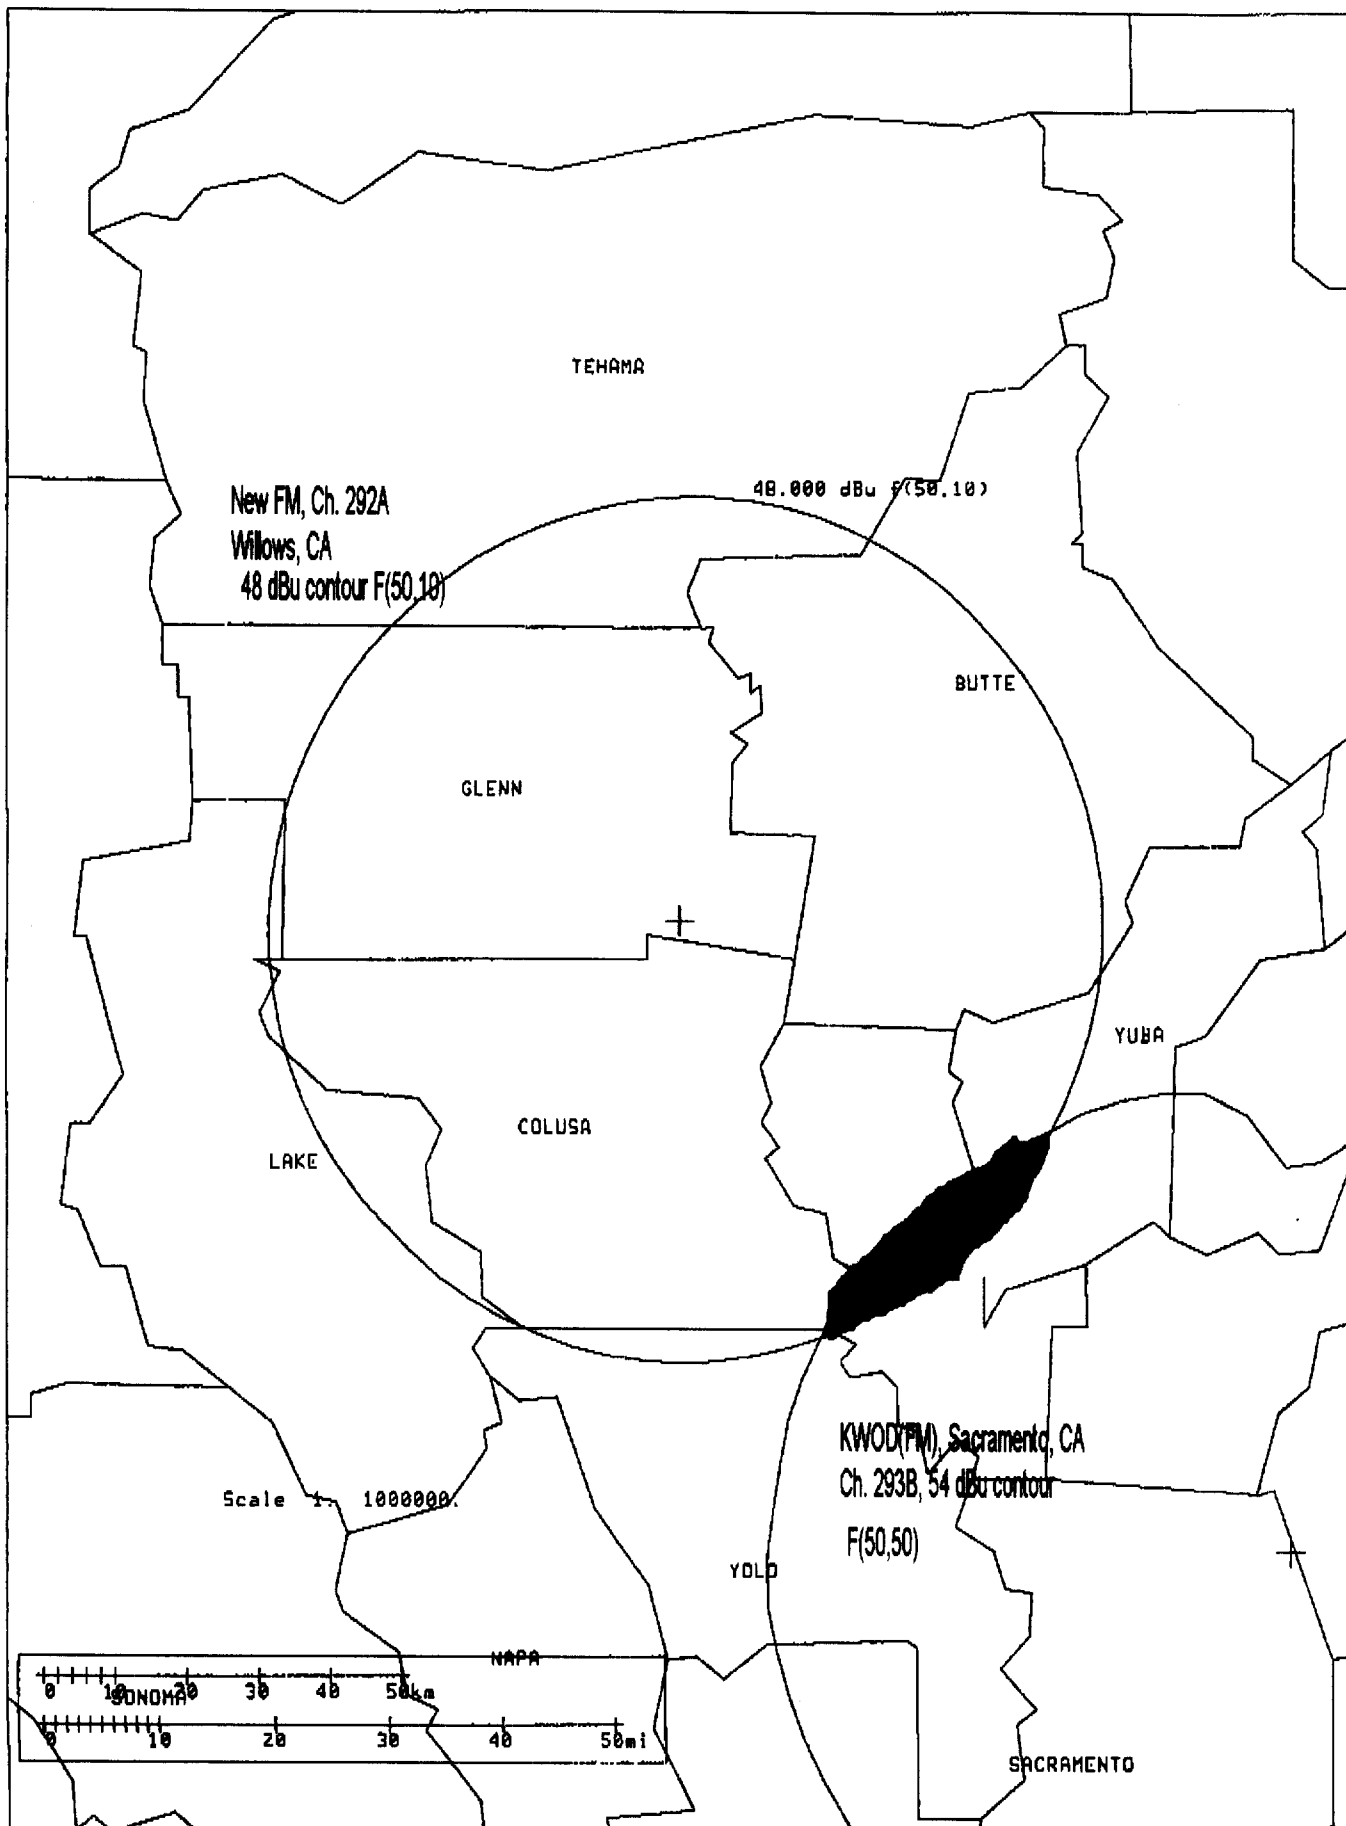 TEHAMA
48.000 dBu f(50,10)
New FM, Ch. 292A
Willows, CA
48 dBu contour F(50,10)
BUTTE
GLENN
YUBA
COLUSA
LAKE
KWOD(FM), Sacramento, CA
Ch. 293B, 54 dBu contour
F(50,50)
Scale 1: 1000000.
YOLO
NAPA
0 10 20 30 40 50km
SONOMA
0 10 20 30 40 50mi
SACRAMENTO